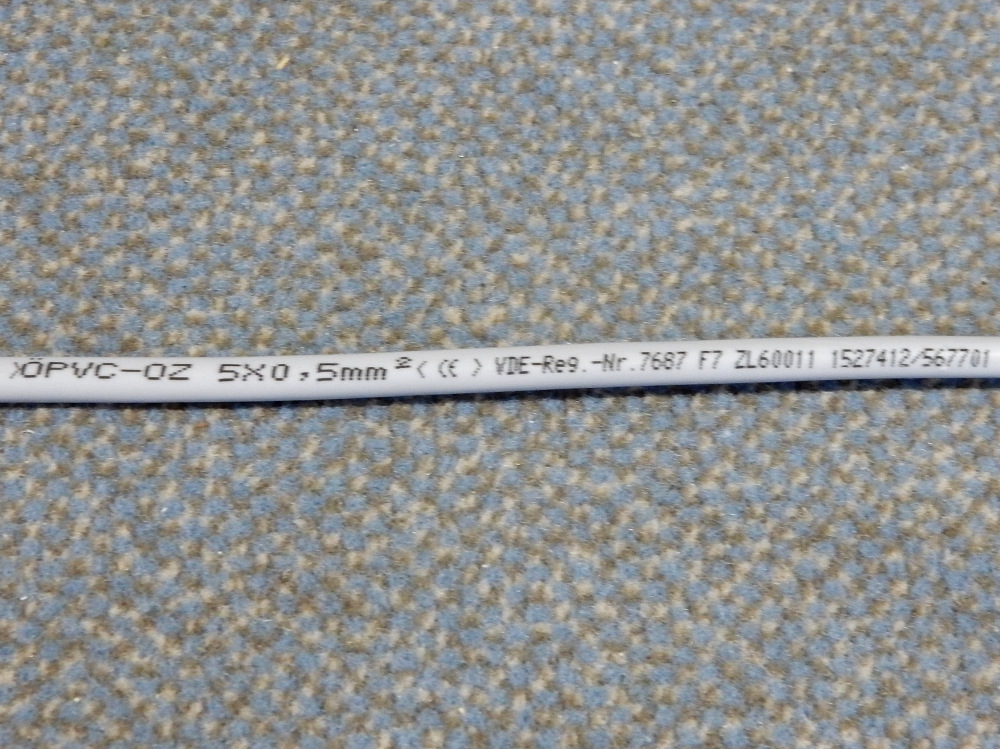 ÖPVC-OZ 5X0,5mm² < CE > VDE-Reg.-Nr.7687 F7 ZL60011 1527412/567701